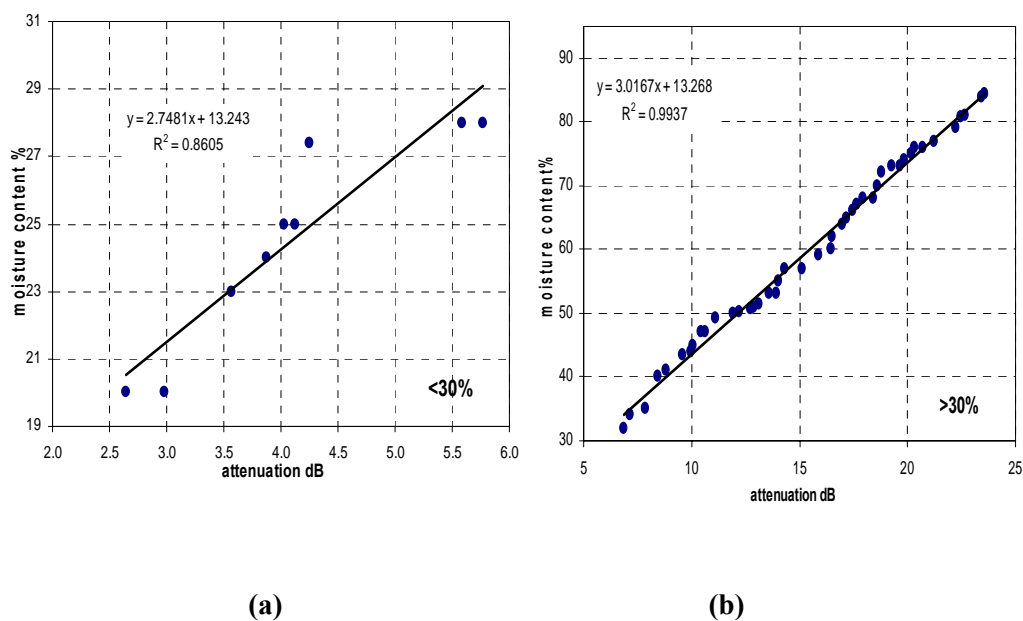 31
29
27
25
23
21
19
moisture content %
y = 2.7481x + 13.243
R² = 0.8605
<30%
2.0 2.5 3.0 3.5 4.0 4.5 5.0 5.5 6.0
attenuation dB
(a)
90
80
70
60
50
40
30
moisture content%
y = 3.0167x + 13.268
R² = 0.9937
>30%
5 10 15 20 25
attenuation dB
(b)